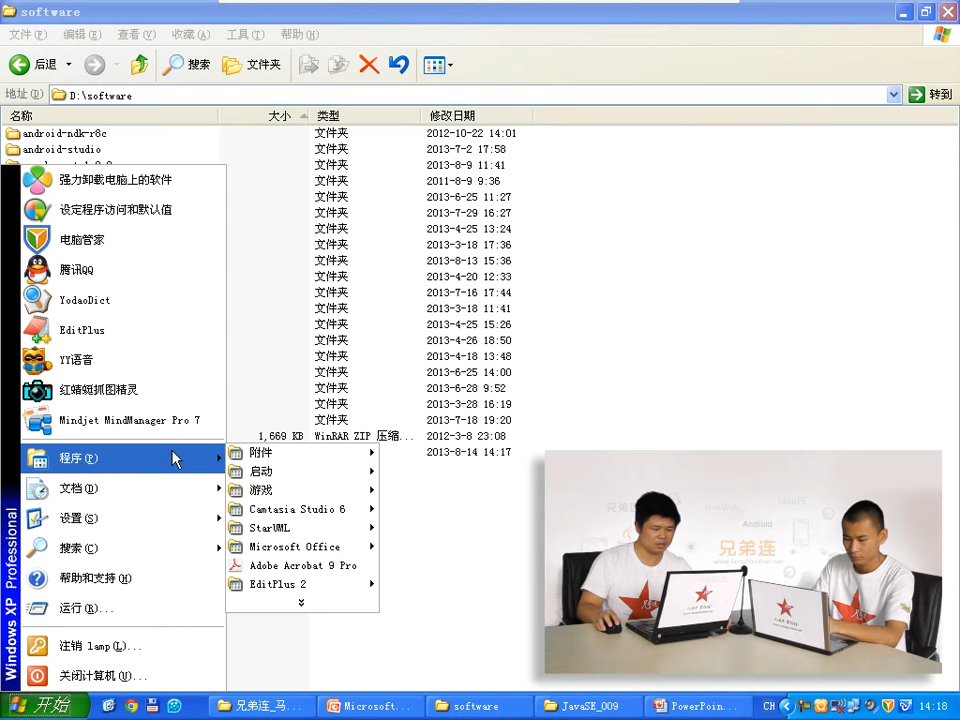 software
文件(F) 编辑(E) 查看(V) 收藏(A) 工具(T) 帮助(H)
后退 搜索 文件夹
地址(D) D:\software 转到
名称 大小 类型 修改日期
android-ndk-r8c 文件夹 2012-10-22 14:01
android-studio 文件夹 2013-7-2 17:58
文件夹 2013-8-9 11:41
文件夹 2011-8-9 9:36
文件夹 2013-6-25 11:27
文件夹 2013-7-29 16:27
文件夹 2013-4-25 13:24
文件夹 2013-3-18 17:36
文件夹 2013-8-13 15:36
文件夹 2013-4-20 12:33
文件夹 2013-7-16 17:44
文件夹 2013-3-18 11:41
文件夹 2013-4-25 15:26
文件夹 2013-4-26 18:50
文件夹 2013-4-18 13:48
文件夹 2013-6-25 14:00
文件夹 2013-6-28 9:52
文件夹 2013-3-28 16:19
文件夹 2013-7-18 19:20
1,669 KB WinRAR ZIP 压缩... 2012-3-8 23:08
2013-8-14 14:17
强力卸载电脑上的软件
设定程序访问和默认值
电脑管家
腾讯QQ
YodaoDict
EditPlus
YY语音
红蜻蜓抓图精灵
Mindjet MindManager Pro 7
程序(P)
文档(D)
设置(S)
搜索(C)
帮助和支持(H)
运行(R)...
注销 lamp(L)...
关闭计算机(U)...
Windows XP Professional
附件
启动
游戏
Camtasia Studio 6
StarUML
Microsoft Office
Adobe Acrobat 9 Pro
EditPlus 2
JavaWeb
JavaSE
Android
兄弟连
开始 兄弟连_马... Microsoft... software JavaSE_009 PowerPoin... CH 14:18